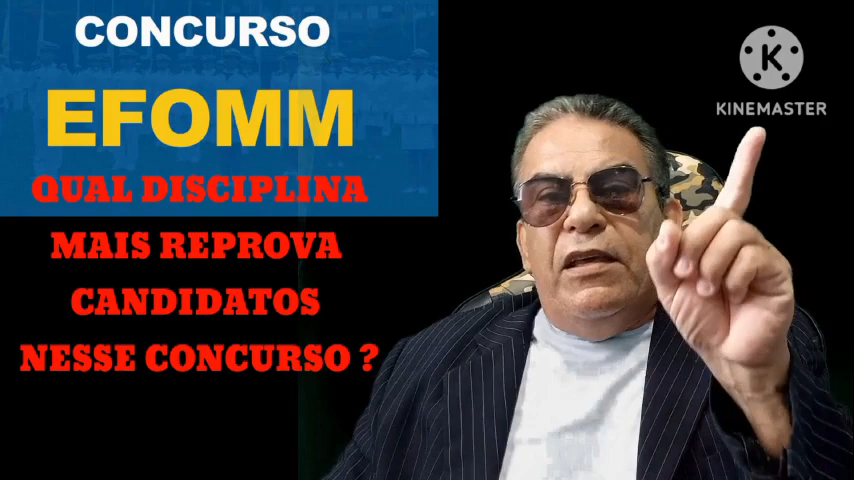 CONCURSO
EFOMM
QUAL DISCIPLINA
MAIS REPROVA
CANDIDATOS
NESSE CONCURSO ?
K
KINEMASTER